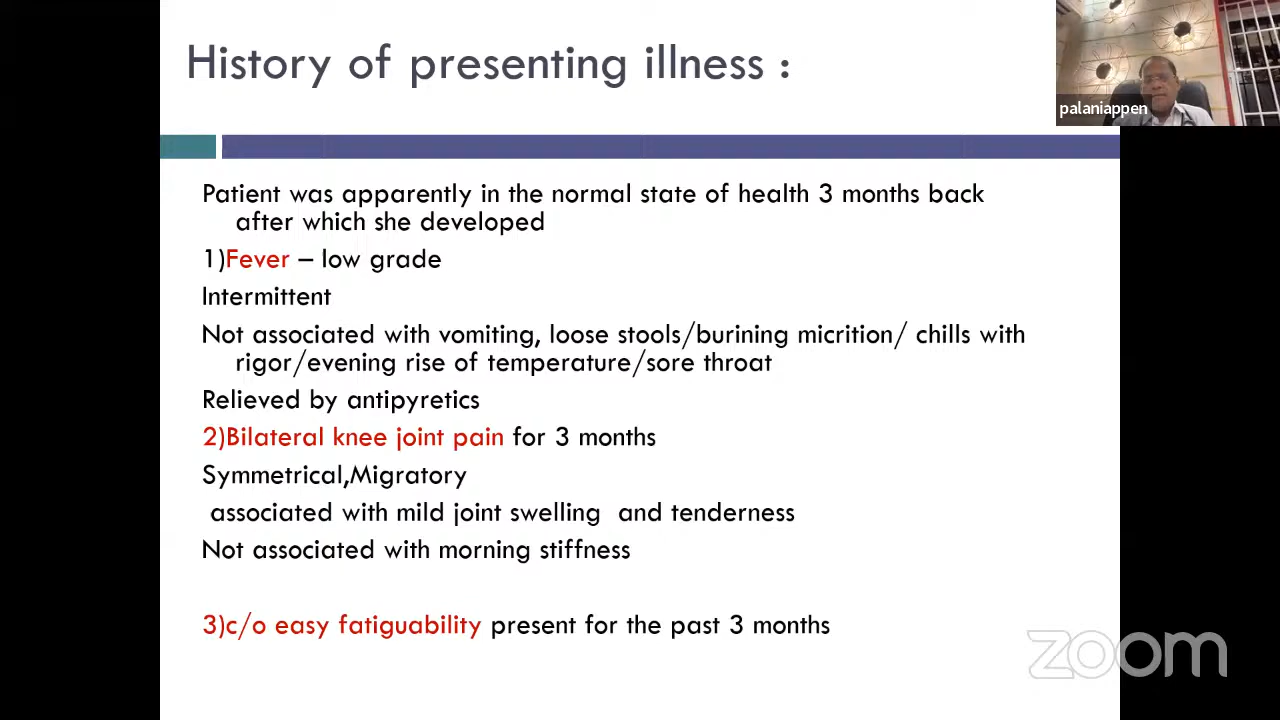 History of presenting illness :
palaniappen
Patient was apparently in the normal state of health 3 months back
after which she developed
1)Fever – low grade
Intermittent
Not associated with vomiting, loose stools/burining micrition/ chills with
rigor/evening rise of temperature/sore throat
Relieved by antipyretics
2)Bilateral knee joint pain for 3 months
Symmetrical,Migratory
associated with mild joint swelling and tenderness
Not associated with morning stiffness
3)c/o easy fatiguability present for the past 3 months
zoom